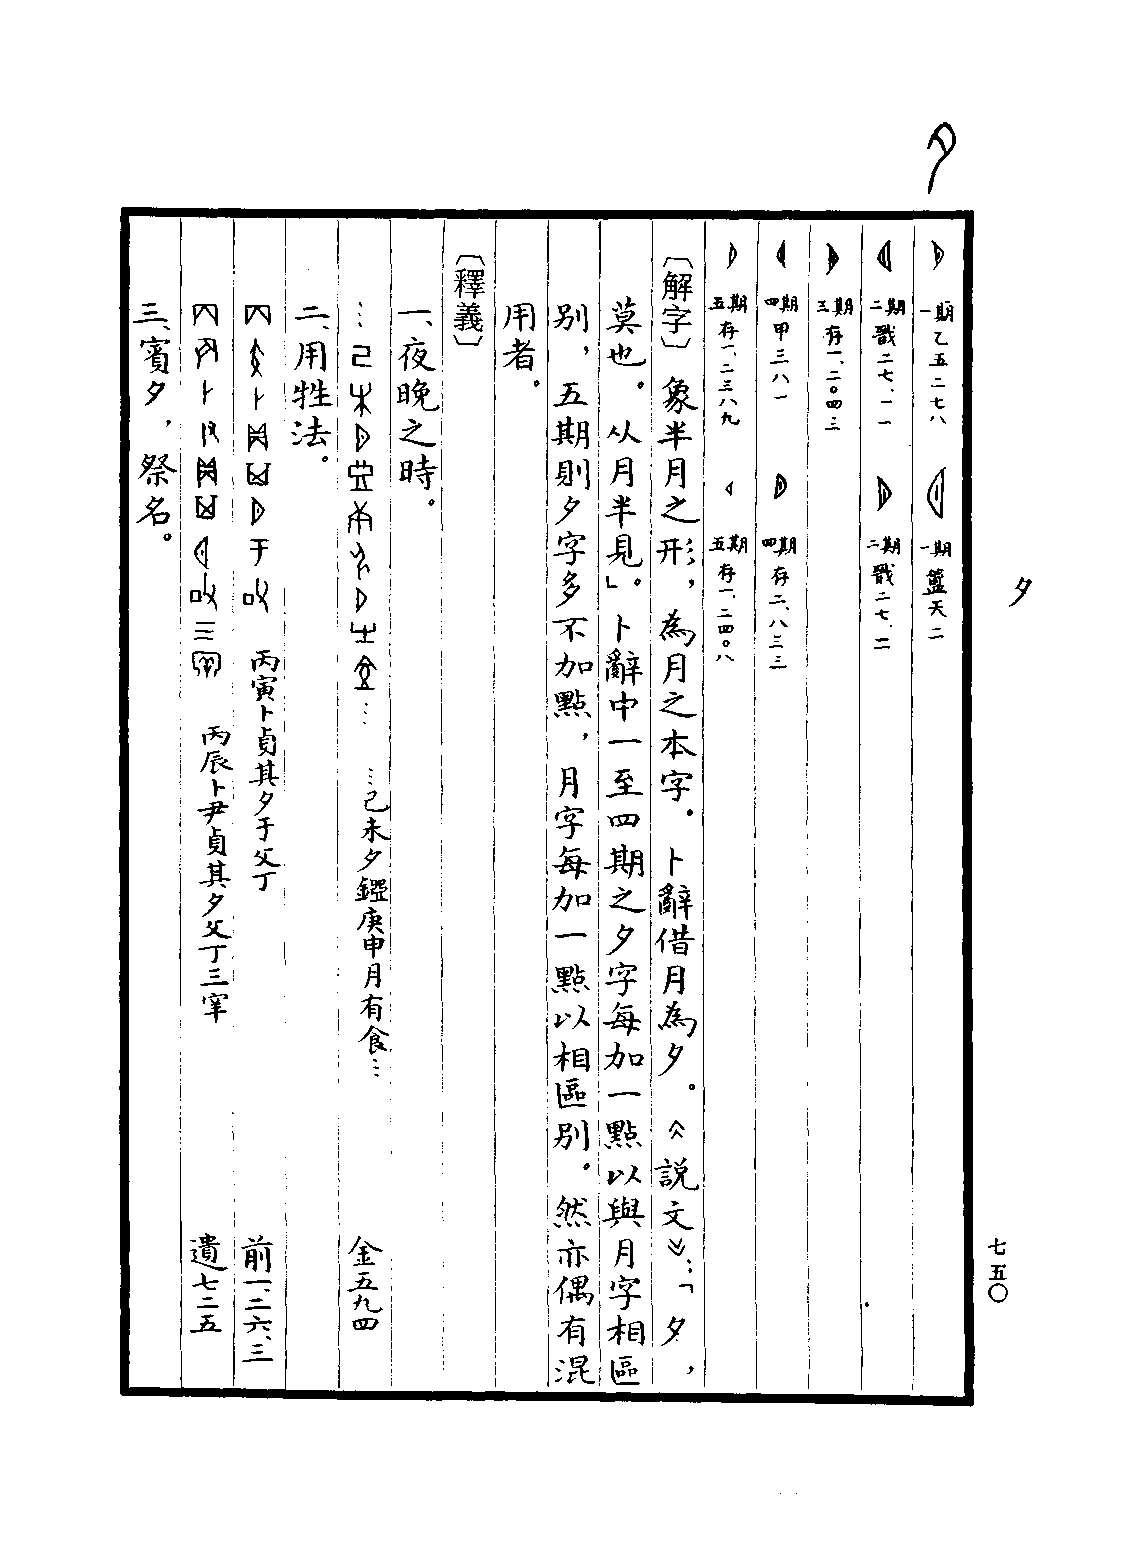 夕
夕
七五〇
一期乙五二七八 一期簠天二
二期戩二七、一一 二期戩二七、二
三期存一、二〇四三
四期甲三八一 四期存二、八三三
五期存一、二三八九 五期存一、二四〇八
〔解字〕象半月之形，為月之本字。卜辭借月為夕。《說文》：「夕，
莫也。从月半見」。卜辭中一至四期之夕字每加一點以與月字相區
別，五期則夕字多不加點，月字每加一點以相區別。然亦偶有混
用者。
〔釋義〕
一、夜晚之時。
…己未夕𨢘庚申月有食… 金五九四
二、用牲法。
丙寅卜貞其夕于父丁 前一、二六、三
丙辰卜尹貞其夕父丁三宰 遺七二五
三、賓夕，祭名。